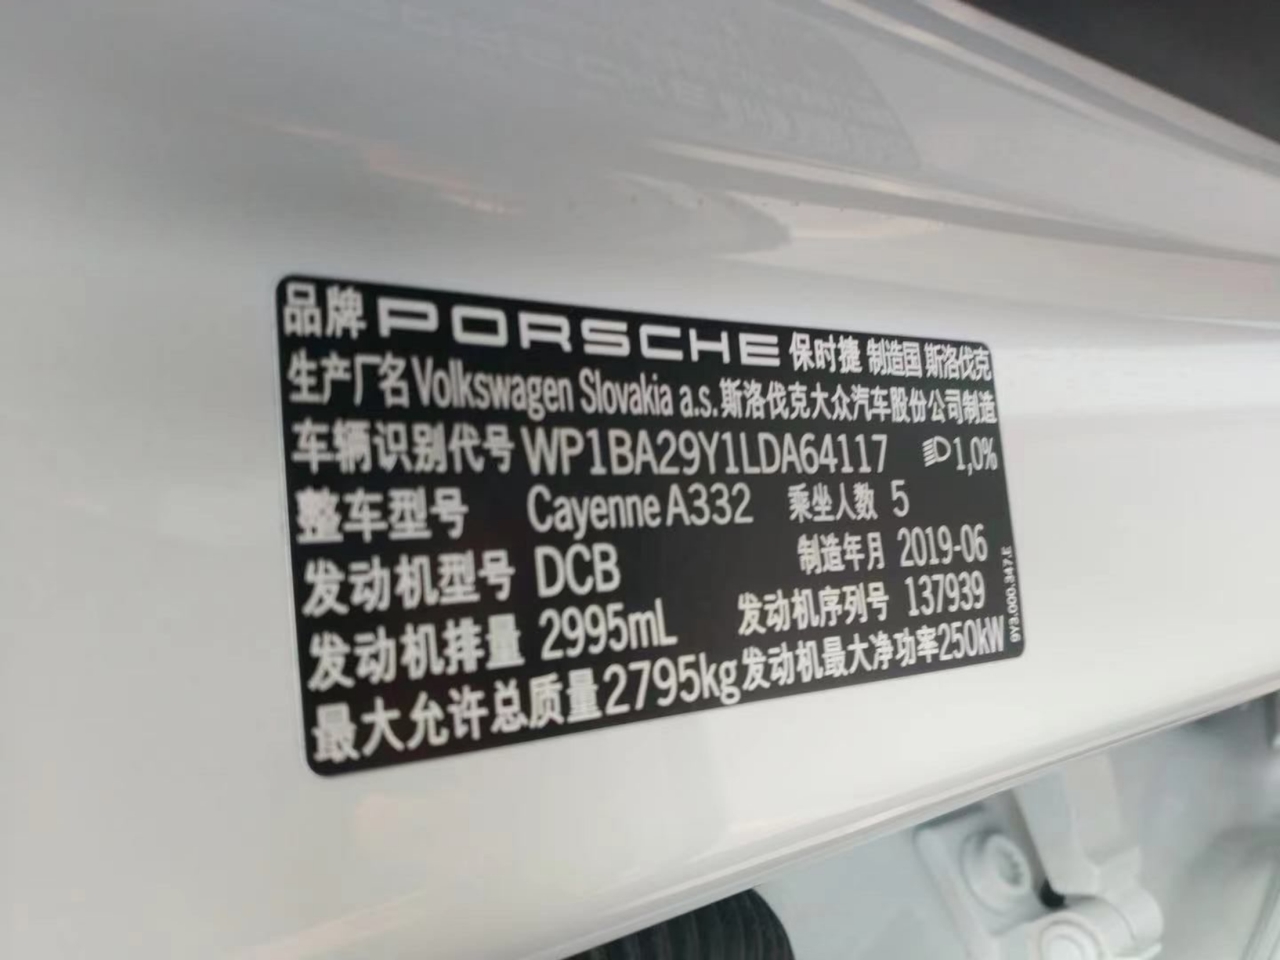 品牌 PORSCHE 保时捷 制造国 斯洛伐克
生产厂名 Volkswagen Slovakia a.s. 斯洛伐克大众汽车股份公司制造
车辆识别代号 WP1BA29Y1LDA64117 1,0%
整车型号 Cayenne A332 乘坐人数 5
发动机型号 DCB 制造年月 2019-06
发动机排量 2995mL 发动机序列号 137939
最大允许总质量 2795kg 发动机最大净功率 250kW
9Y3.000.347.E